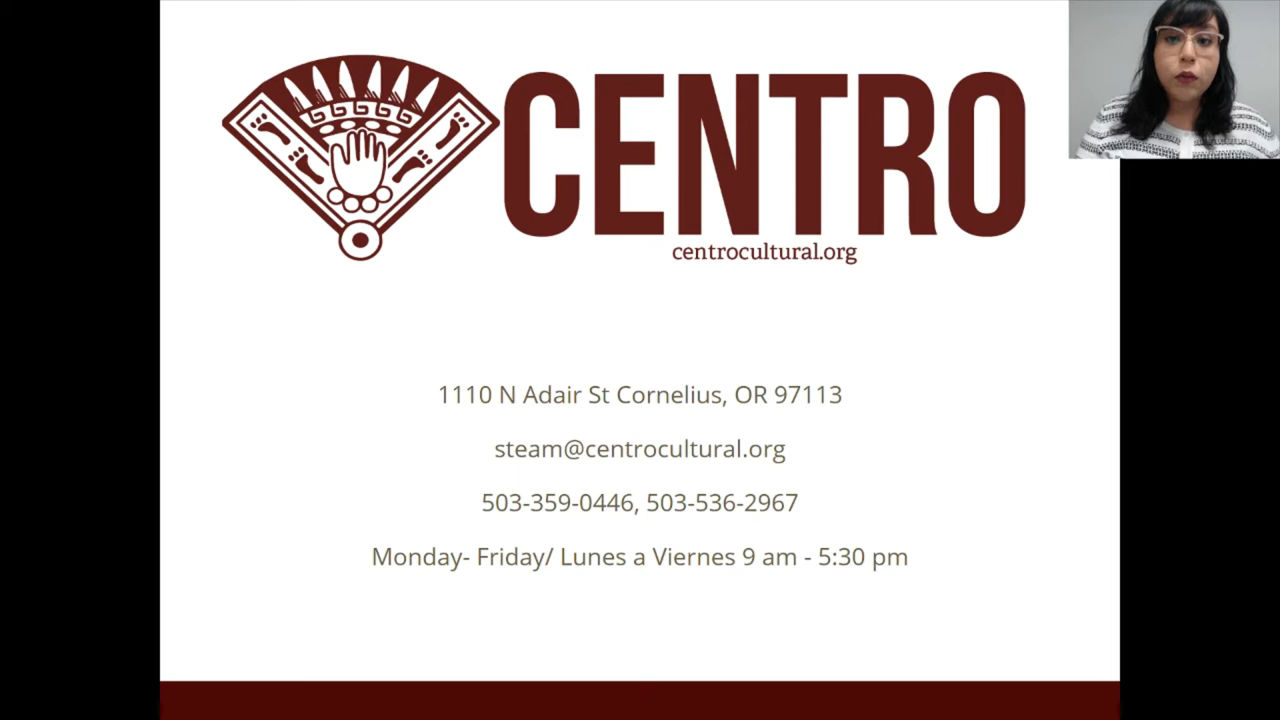 CENTRO
centrocultural.org
1110 N Adair St Cornelius, OR 97113
steam@centrocultural.org
503-359-0446, 503-536-2967
Monday- Friday/ Lunes a Viernes 9 am - 5:30 pm